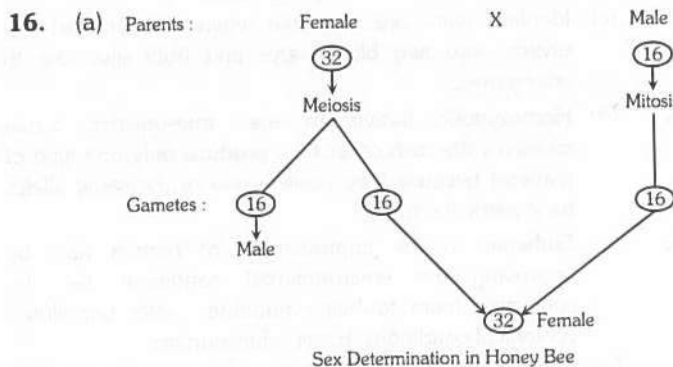 16. (a) Parents : Female X Male
32 16
Meiosis Mitosis
Gametes : 16 16 16
Male
32 Female
Sex Determination in Honey Bee